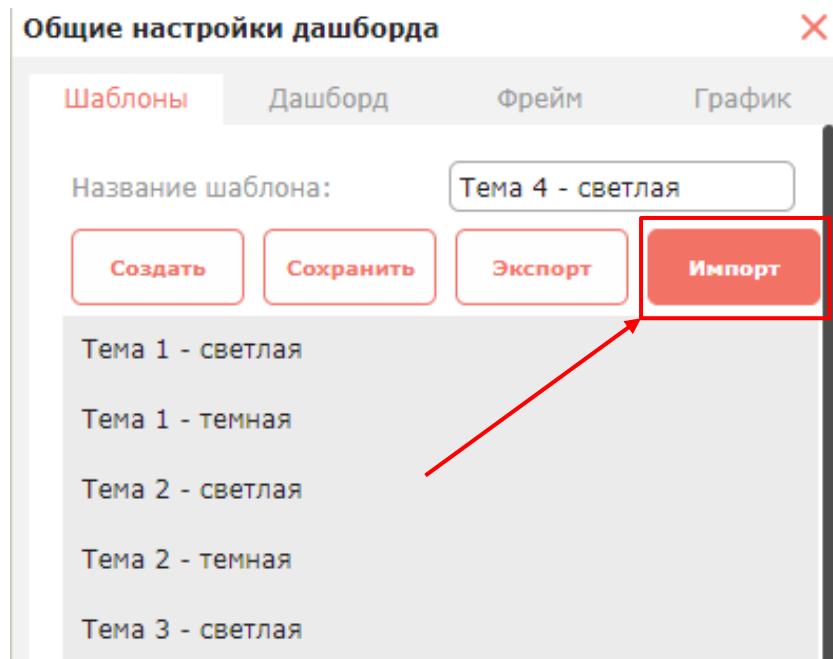 Общие настройки дашборда
Шаблоны Дашборд Фрейм График
Название шаблона: Тема 4 - светлая
Создать Сохранить Экспорт Импорт
Тема 1 - светлая
Тема 1 - темная
Тема 2 - светлая
Тема 2 - темная
Тема 3 - светлая